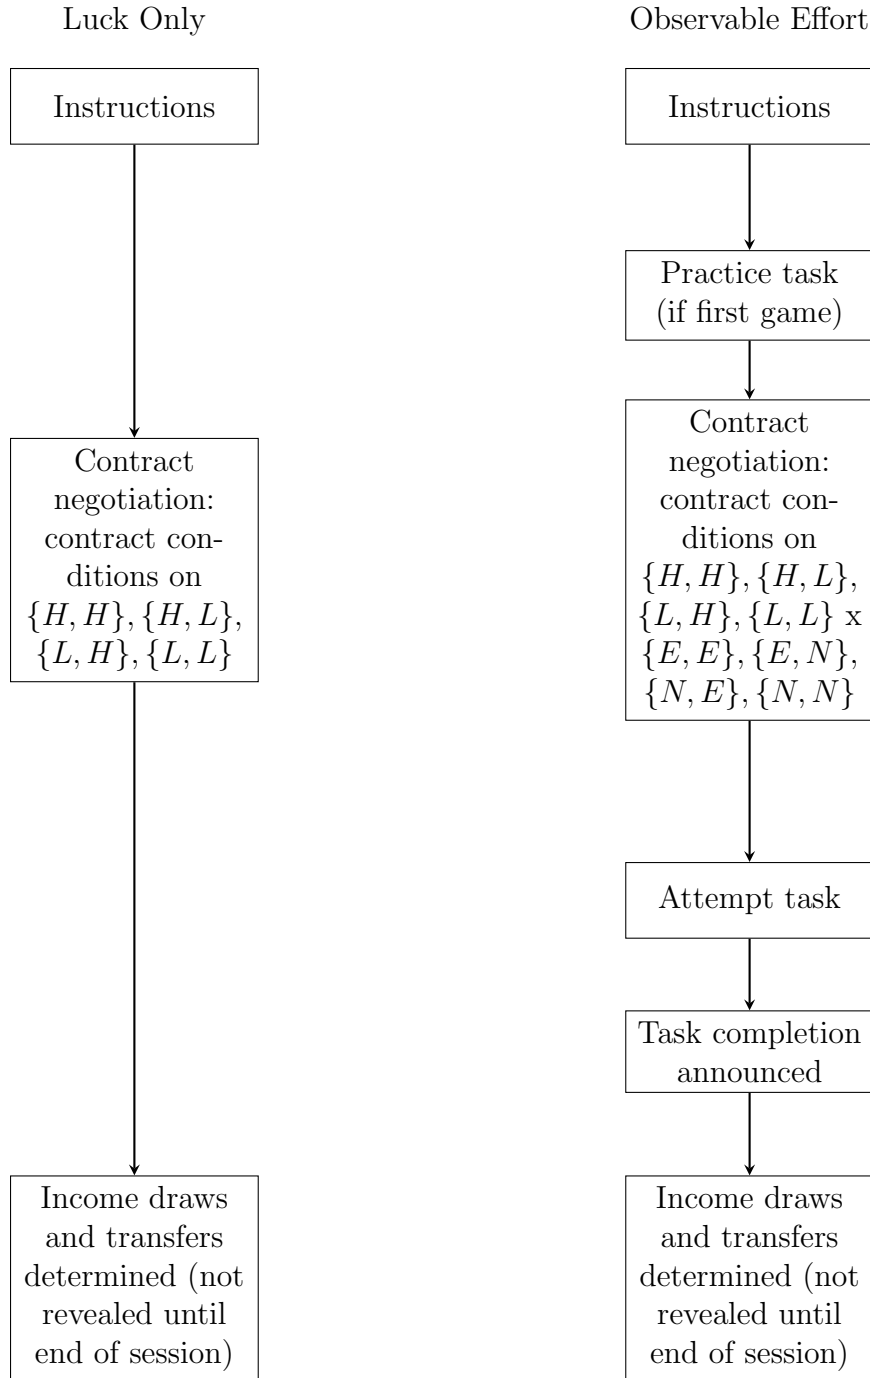 Luck Only
Instructions
Contract
negotiation:
contract con-
ditions on
{H, H}, {H, L},
{L, H}, {L, L}
Income draws
and transfers
determined (not
revealed until
end of session)
Observable Effort
Instructions
Practice task
(if first game)
Contract
negotiation:
contract con-
ditions on
{H, H}, {H, L},
{L, H}, {L, L} x
{E, E}, {E, N},
{N, E}, {N, N}
Attempt task
Task completion
announced
Income draws
and transfers
determined (not
revealed until
end of session)